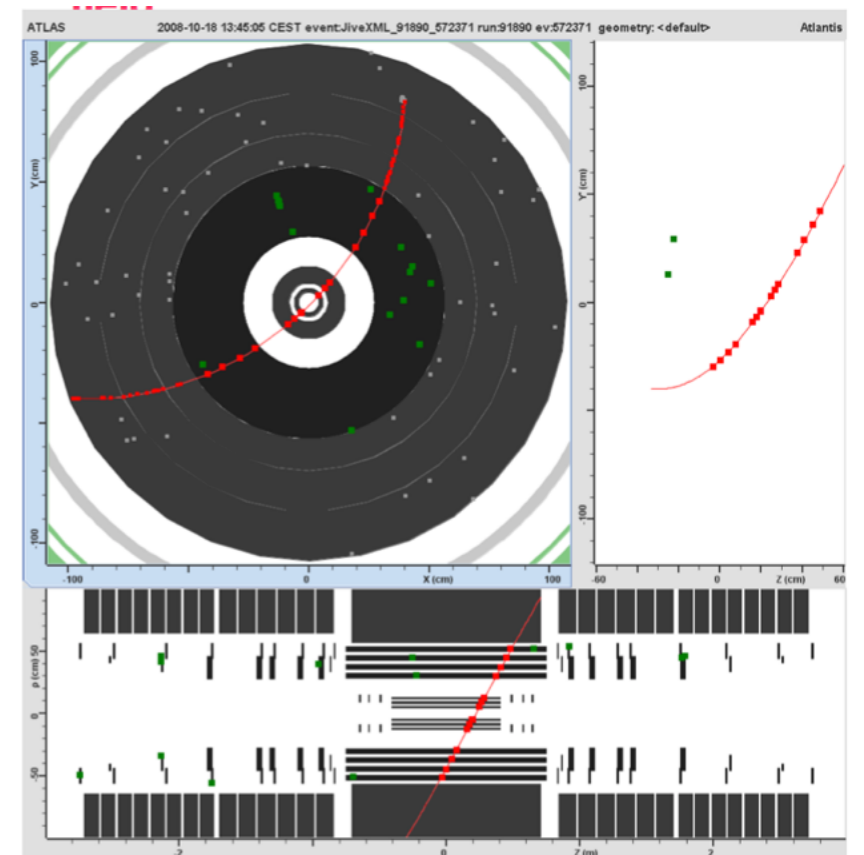 ATLAS 2008-10-18 13:45:05 CEST event:JiveXML_91890_572371 run:91890 ev:572371 geometry: <default> Atlantis
100
Y (cm)
0
-100
-100 0 X (cm) 100
100
Y' (cm)
0
-100
-60 0 Z (cm) 60
50
ρ (cm)
0
-50
-2 0 Z (m) 2